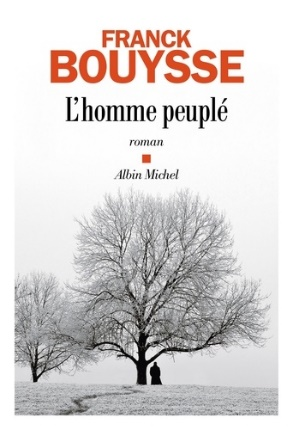 FRANCK
BOUYSSE
L'homme peuplé
roman
Albin Michel